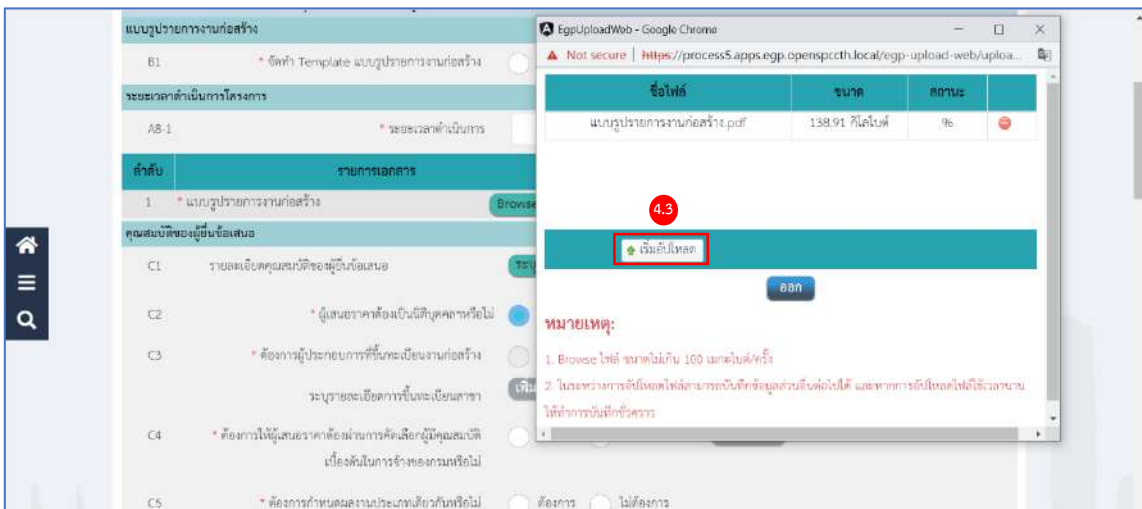 แบบรูปรายการงานก่อสร้าง
B1 * จัดทำ Template แบบรูปรายการงานก่อสร้าง
ระยะเวลาดำเนินการโครงการ
A8-1 * ระยะเวลาดำเนินการ
ลำดับ รายการเอกสาร
1 * แบบรูปรายการงานก่อสร้าง Browse
คุณสมบัติของผู้ยื่นข้อเสนอ
C1 รายละเอียดคุณสมบัติของผู้ยื่นข้อเสนอ ระบุ
C2 * ผู้เสนอราคาต้องเป็นนิติบุคคลฯหรือไม่
C3 * ต้องการผู้ประกอบการที่ขึ้นทะเบียนงานก่อสร้าง
ระบุรายละเอียดการขึ้นทะเบียนสาขา เพิ่ม
C4 * ต้องการให้ผู้เสนอราคาต้องผ่านการคัดเลือกผู้มีคุณสมบัติ
เบื้องต้นในการจ้างของกรมหรือไม่
C5 * ต้องการกำหนดผลงานประเภทเดียวกันหรือไม่ ต้องการ ไม่ต้องการ
EgpUploadWeb - Google Chrome
Not secure | https://process5.apps.egp.opensppccth.local/egp-upload-web/uploa...
ชื่อไฟล์ ขนาด สถานะ
แบบรูปรายการงานก่อสร้าง.pdf 138.91 กิโลไบต์ %
4.3
เริ่มอัปโหลด
ออก
หมายเหตุ:
1. Browse ไฟล์ ขนาดไม่เกิน 100 เมกะไบต์/ครั้ง
2. ในระหว่างการอัปโหลดไฟล์สามารถบันทึกข้อมูลส่วนอื่นต่อไปได้ และหากการอัปโหลดไฟล์ใช้เวลานาน
ให้ทำการบันทึกชั่วคราว